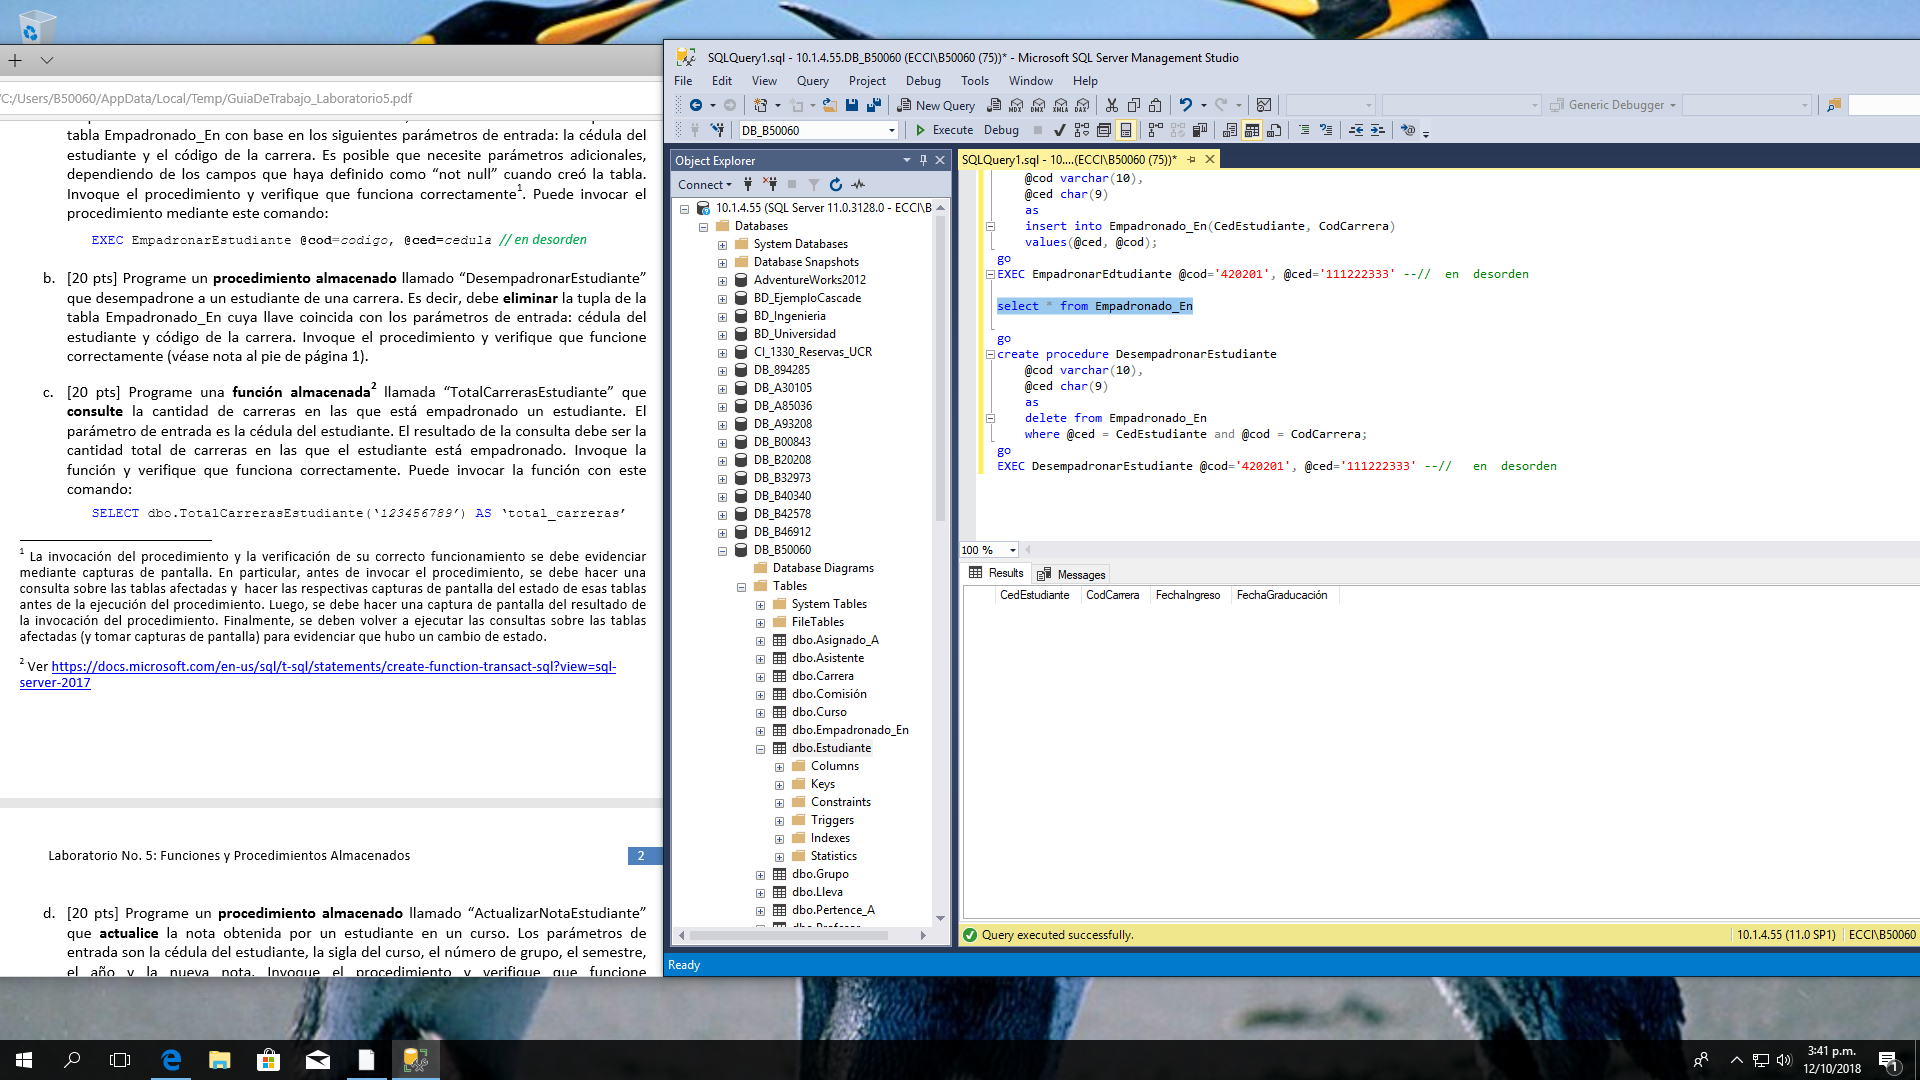 C:/Users/B50060/AppData/Local/Temp/GuiaDeTrabajo_Laboratorio5.pdf
tabla Empadronado_En con base en los siguientes parámetros de entrada: la cédula del
estudiante y el código de la carrera. Es posible que necesite parámetros adicionales,
dependiendo de los campos que haya definido como “not null” cuando creó la tabla.
Invoque el procedimiento y verifique que funciona correctamente1. Puede invocar el
procedimiento mediante este comando:
EXEC EmpadronarEstudiante @cod=codigo, @ced=cedula // en desorden
b. [20 pts] Programe un procedimiento almacenado llamado “DesempadronarEstudiante”
que desempadrone a un estudiante de una carrera. Es decir, debe eliminar la tupla de la
tabla Empadronado_En cuya llave coincida con los parámetros de entrada: cédula del
estudiante y código de la carrera. Invoque el procedimiento y verifique que funcione
correctamente (véase nota al pie de página 1).
c. [20 pts] Programe una función almacenada2 llamada “TotalCarrerasEstudiante” que
consulte la cantidad de carreras en las que está empadronado un estudiante. El
parámetro de entrada es la cédula del estudiante. El resultado de la consulta debe ser la
cantidad total de carreras en las que el estudiante está empadronado. Invoque la
función y verifique que funciona correctamente. Puede invocar la función con este
comando:
SELECT dbo.TotalCarrerasEstudiante(‘123456789’) AS ‘total_carreras’
1 La invocación del procedimiento y la verificación de su correcto funcionamiento se debe evidenciar
mediante capturas de pantalla. En particular, antes de invocar el procedimiento, se debe hacer una
consulta sobre las tablas afectadas y hacer las respectivas capturas de pantalla del estado de esas tablas
antes de la ejecución del procedimiento. Luego, se debe hacer una captura de pantalla del resultado de
la invocación del procedimiento. Finalmente, se deben volver a ejecutar las consultas sobre las tablas
afectadas (y tomar capturas de pantalla) para evidenciar que hubo un cambio de estado.
2 Ver https://docs.microsoft.com/en-us/sql/t-sql/statements/create-function-transact-sql?view=sql-
server-2017
Laboratorio No. 5: Funciones y Procedimientos Almacenados 2
d. [20 pts] Programe un procedimiento almacenado llamado “ActualizarNotaEstudiante”
que actualice la nota obtenida por un estudiante en un curso. Los parámetros de
entrada son la cédula del estudiante, la sigla del curso, el número de grupo, el semestre,
el año y la nueva nota. Invoque el procedimiento y verifique que funcione
SQLQuery1.sql - 10.1.4.55.DB_B50060 (ECCI\B50060 (75))* - Microsoft SQL Server Management Studio
File Edit View Query Project Debug Tools Window Help
New Query MDX DMX XMLA DAX Generic Debugger
DB_B50060 Execute Debug
Object Explorer
Connect
10.1.4.55 (SQL Server 11.0.3128.0 - ECCI\B
Databases
System Databases
Database Snapshots
AdventureWorks2012
BD_EjemploCascade
BD_Ingenieria
BD_Universidad
CI_1330_Reservas_UCR
DB_894285
DB_A30105
DB_A85036
DB_A93208
DB_B00843
DB_B20208
DB_B32973
DB_B40340
DB_B42578
DB_B46912
DB_B50060
Database Diagrams
Tables
System Tables
FileTables
dbo.Asignado_A
dbo.Asistente
dbo.Carrera
dbo.Comisión
dbo.Curso
dbo.Empadronado_En
dbo.Estudiante
Columns
Keys
Constraints
Triggers
Indexes
Statistics
dbo.Grupo
dbo.Lleva
dbo.Pertence_A
SQLQuery1.sql - 10....(ECCI\B50060 (75))*
@cod varchar(10),
@ced char(9)
as
insert into Empadronado_En(CedEstudiante, CodCarrera)
values(@ced, @cod);
go
EXEC EmpadronarEdtudiante @cod='420201', @ced='111222333' --// en desorden
select * from Empadronado_En
go
create procedure DesempadronarEstudiante
@cod varchar(10),
@ced char(9)
as
delete from Empadronado_En
where @ced = CedEstudiante and @cod = CodCarrera;
go
EXEC DesempadronarEstudiante @cod='420201', @ced='111222333' --// en desorden
100 %
Results Messages
CedEstudiante CodCarrera FechaIngreso FechaGraducación
Query executed successfully. 10.1.4.55 (11.0 SP1) ECCI\B50060
Ready
3:41 p.m.
12/10/2018
1